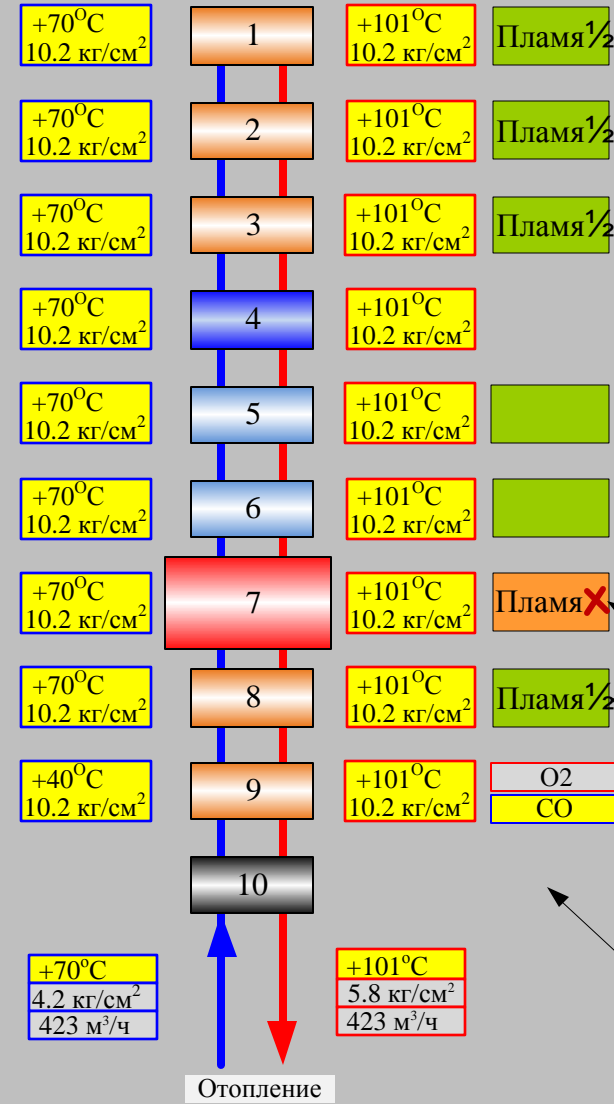 +70°C
10.2 кг/см²
1
+101°C
10.2 кг/см²
Пламя½
+70°C
10.2 кг/см²
2
+101°C
10.2 кг/см²
Пламя½
+70°C
10.2 кг/см²
3
+101°C
10.2 кг/см²
Пламя½
+70°C
10.2 кг/см²
4
+101°C
10.2 кг/см²
+70°C
10.2 кг/см²
5
+101°C
10.2 кг/см²
+70°C
10.2 кг/см²
6
+101°C
10.2 кг/см²
+70°C
10.2 кг/см²
7
+101°C
10.2 кг/см²
Пламя
+70°C
10.2 кг/см²
8
+101°C
10.2 кг/см²
Пламя½
+40°C
10.2 кг/см²
9
+101°C
10.2 кг/см²
O2
CO
10
+70°C
4.2 кг/см²
423 м³/ч
+101°C
5.8 кг/см²
423 м³/ч
Отопление